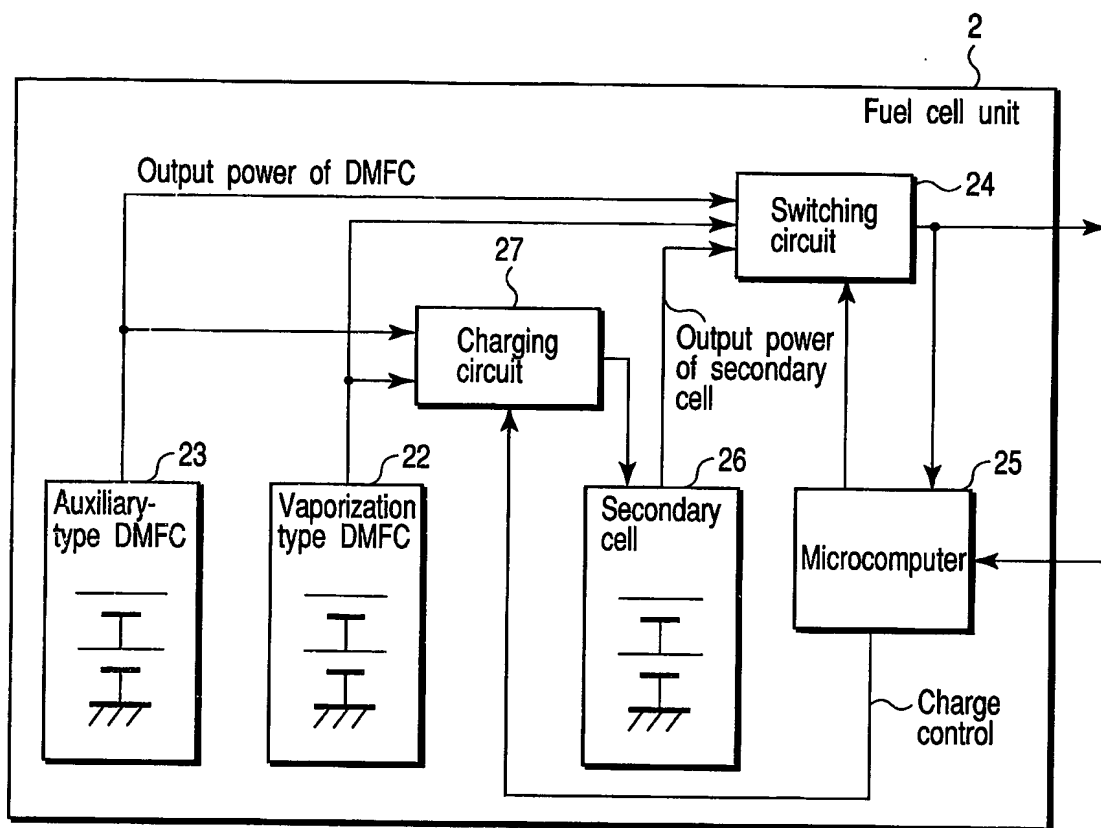 2
Fuel cell unit
Output power of DMFC
24
Switching
circuit
27
Charging
circuit
Output power
of secondary
cell
23
Auxiliary-
type DMFC
22
Vaporization
type DMFC
26
Secondary
cell
25
Microcomputer
Charge
control